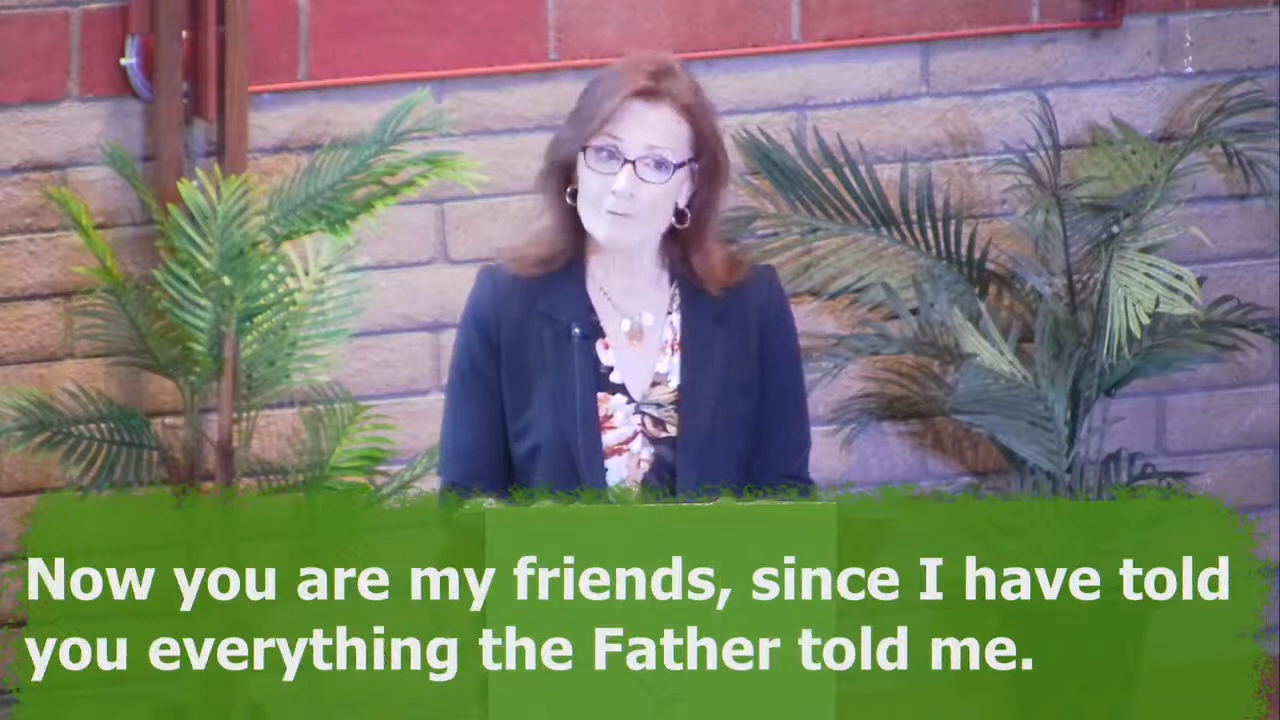 Now you are my friends, since I have told
you everything the Father told me.